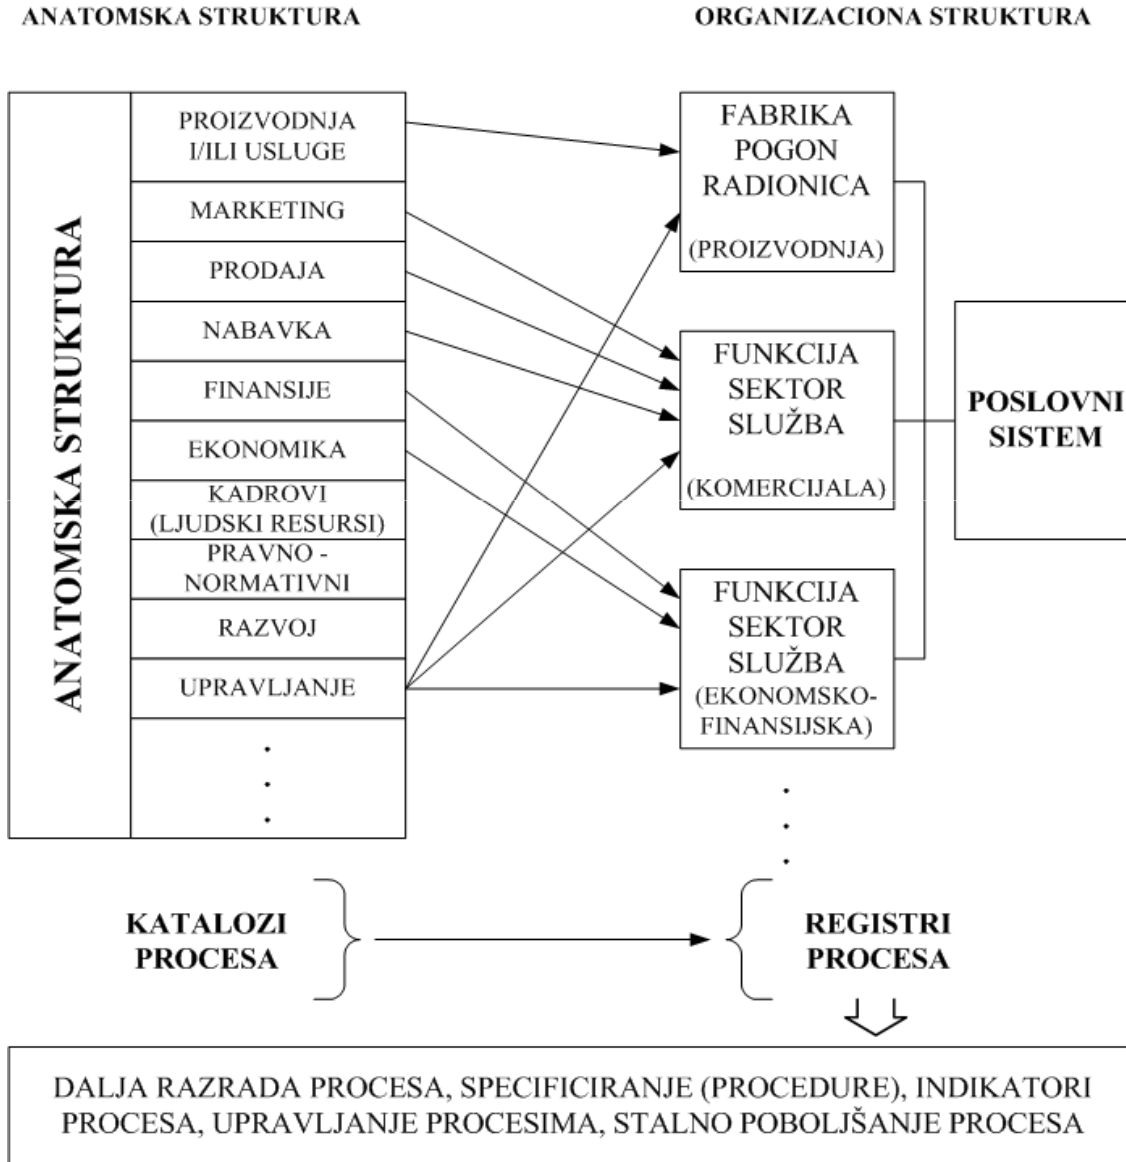 ANATOMSKA STRUKTURA
ORGANIZACIONA STRUKTURA
ANATOMSKA STRUKTURA
PROIZVODNJA
I/ILI USLUGE
MARKETING
PRODAJA
NABAVKA
FINANSIJE
EKONOMIKA
KADROVI
(LJUDSKI RESURSI)
PRAVNO -
NORMATIVNI
RAZVOJ
UPRAVLJANJE
.
.
.
FABRIKA
POGON
RADIONICA
(PROIZVODNJA)
FUNKCIJA
SEKTOR
SLUŽBA
(KOMERCIJALA)
FUNKCIJA
SEKTOR
SLUŽBA
(EKONOMSKO-
FINANSIJSKA)
.
.
.
POSLOVNI
SISTEM
KATALOZI
PROCESA
REGISTRI
PROCESA
DALJA RAZRADA PROCESA, SPECIFICIRANJE (PROCEDURE), INDIKATORI
PROCESA, UPRAVLJANJE PROCESIMA, STALNO POBOLJŠANJE PROCESA